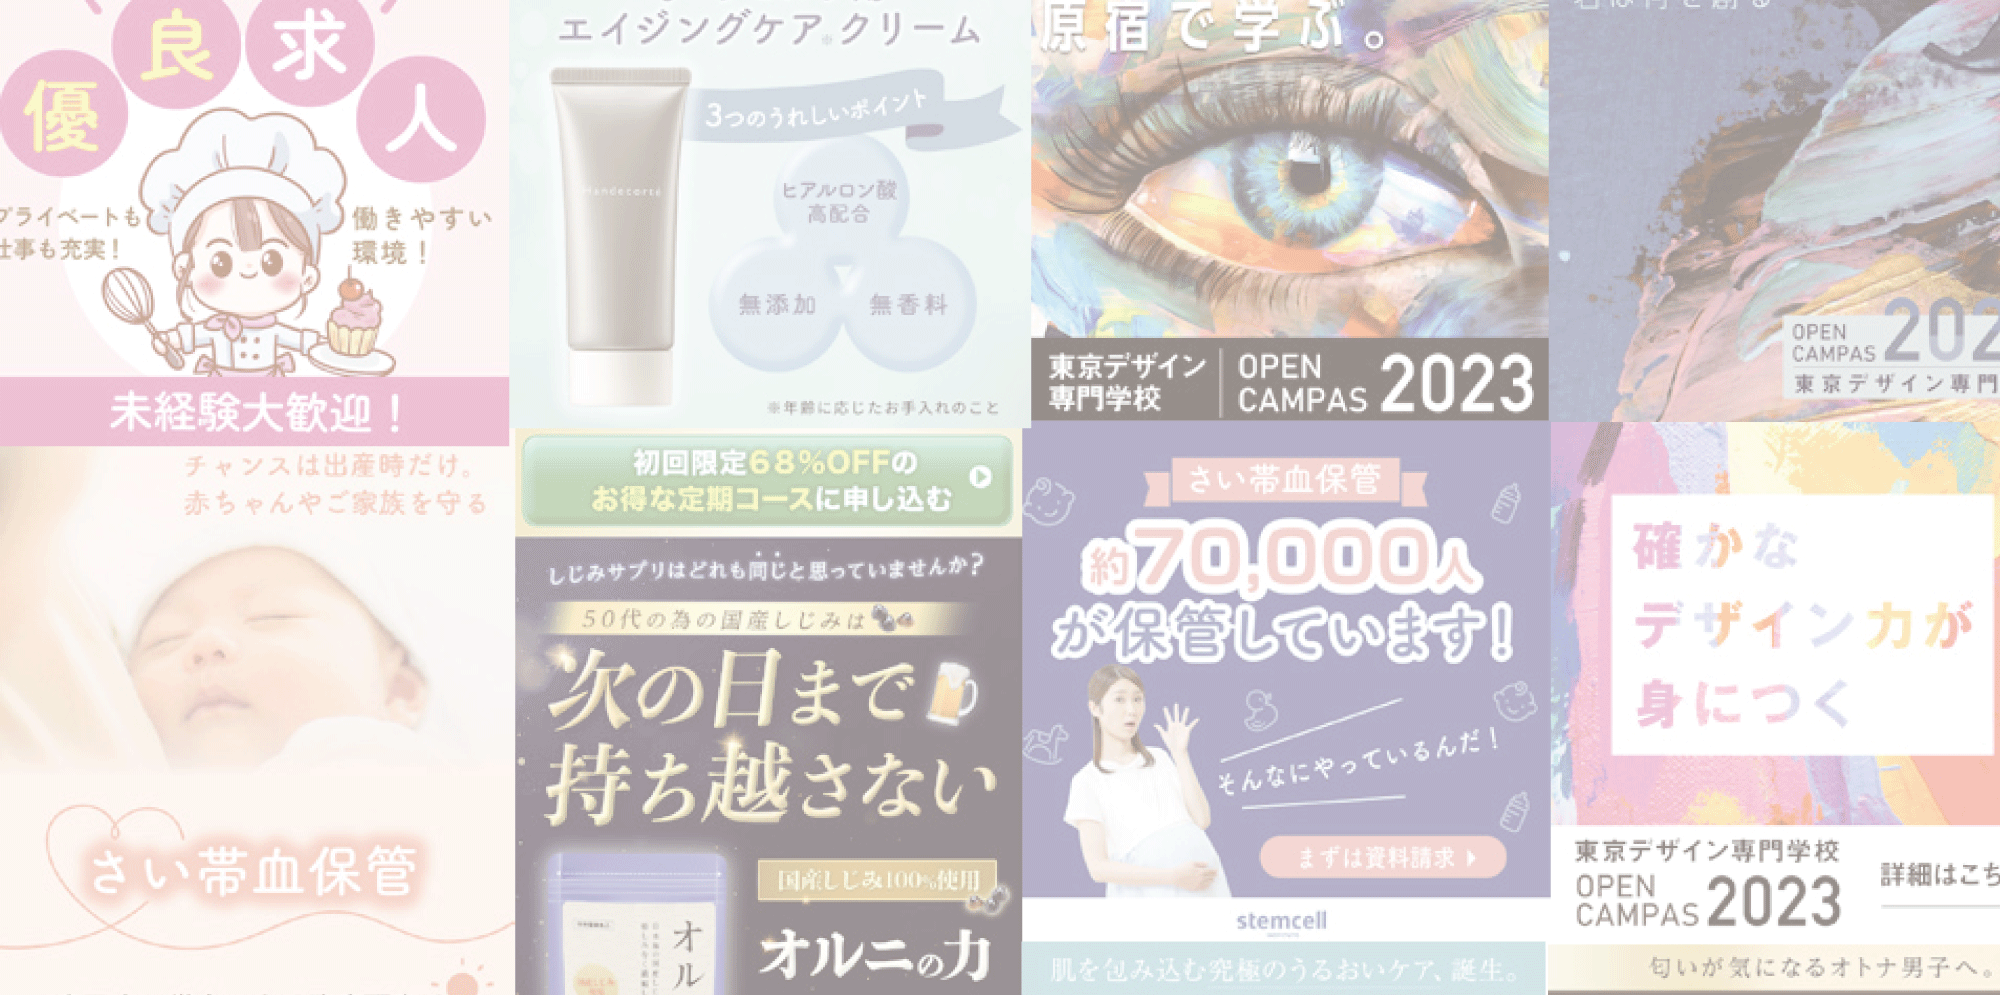 優良求人
プライベートも
仕事も充実！
働きやすい
環境！
未経験大歓迎！
エイジングケア※クリーム
3つのうれしいポイント
Handecorte
ヒアルロン酸
高配合
無添加
無香料
※年齢に応じたお手入れのこと
原宿で学ぶ。
東京デザイン
専門学校
OPEN
CAMPAS
2023
OPEN
CAMPAS
202
東京デザイン専門
チャンスは出産時だけ。
赤ちゃんやご家族を守る
さい帯血保管
初回限定68%OFFの
お得な定期コースに申し込む
しじみサプリはどれも同じと思っていませんか？
50代の為の国産しじみは
次の日まで
持ち越さない
国産しじみ100%使用
オルニの力
オル
さい帯血保管
約70,000人
が保管しています！
そんなにやっているんだ！
まずは資料請求
stemcell
肌を包み込む究極のうるおいケア、誕生。
確かな
デザイン力が
身につく
東京デザイン専門学校
OPEN
CAMPAS
2023
詳細はこち
匂いが気になるオトナ男子へ。